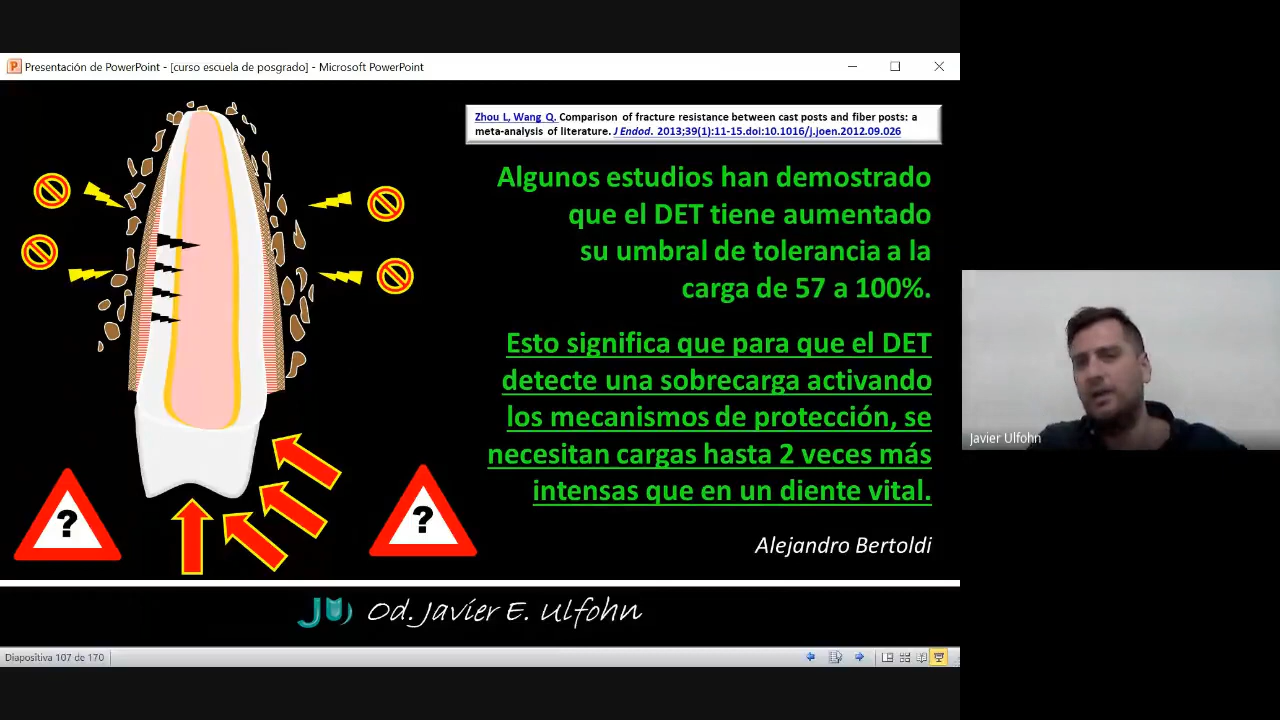 Presentación de PowerPoint - [curso escuela de posgrado] - Microsoft PowerPoint
Zhou L, Wang Q. Comparison of fracture resistance between cast posts and fiber posts: a
meta-analysis of literature. J Endod. 2013;39(1):11-15.doi:10.1016/j.joen.2012.09.026
Algunos estudios han demostrado
que el DET tiene aumentado
su umbral de tolerancia a la
carga de 57 a 100%.
Esto significa que para que el DET
detecte una sobrecarga activando
los mecanismos de protección, se
necesitan cargas hasta 2 veces más
intensas que en un diente vital.
Alejandro Bertoldi
?
?
JU Od. Javier E. Ulfohn
Diapositiva 107 de 170
Javier Ulfohn